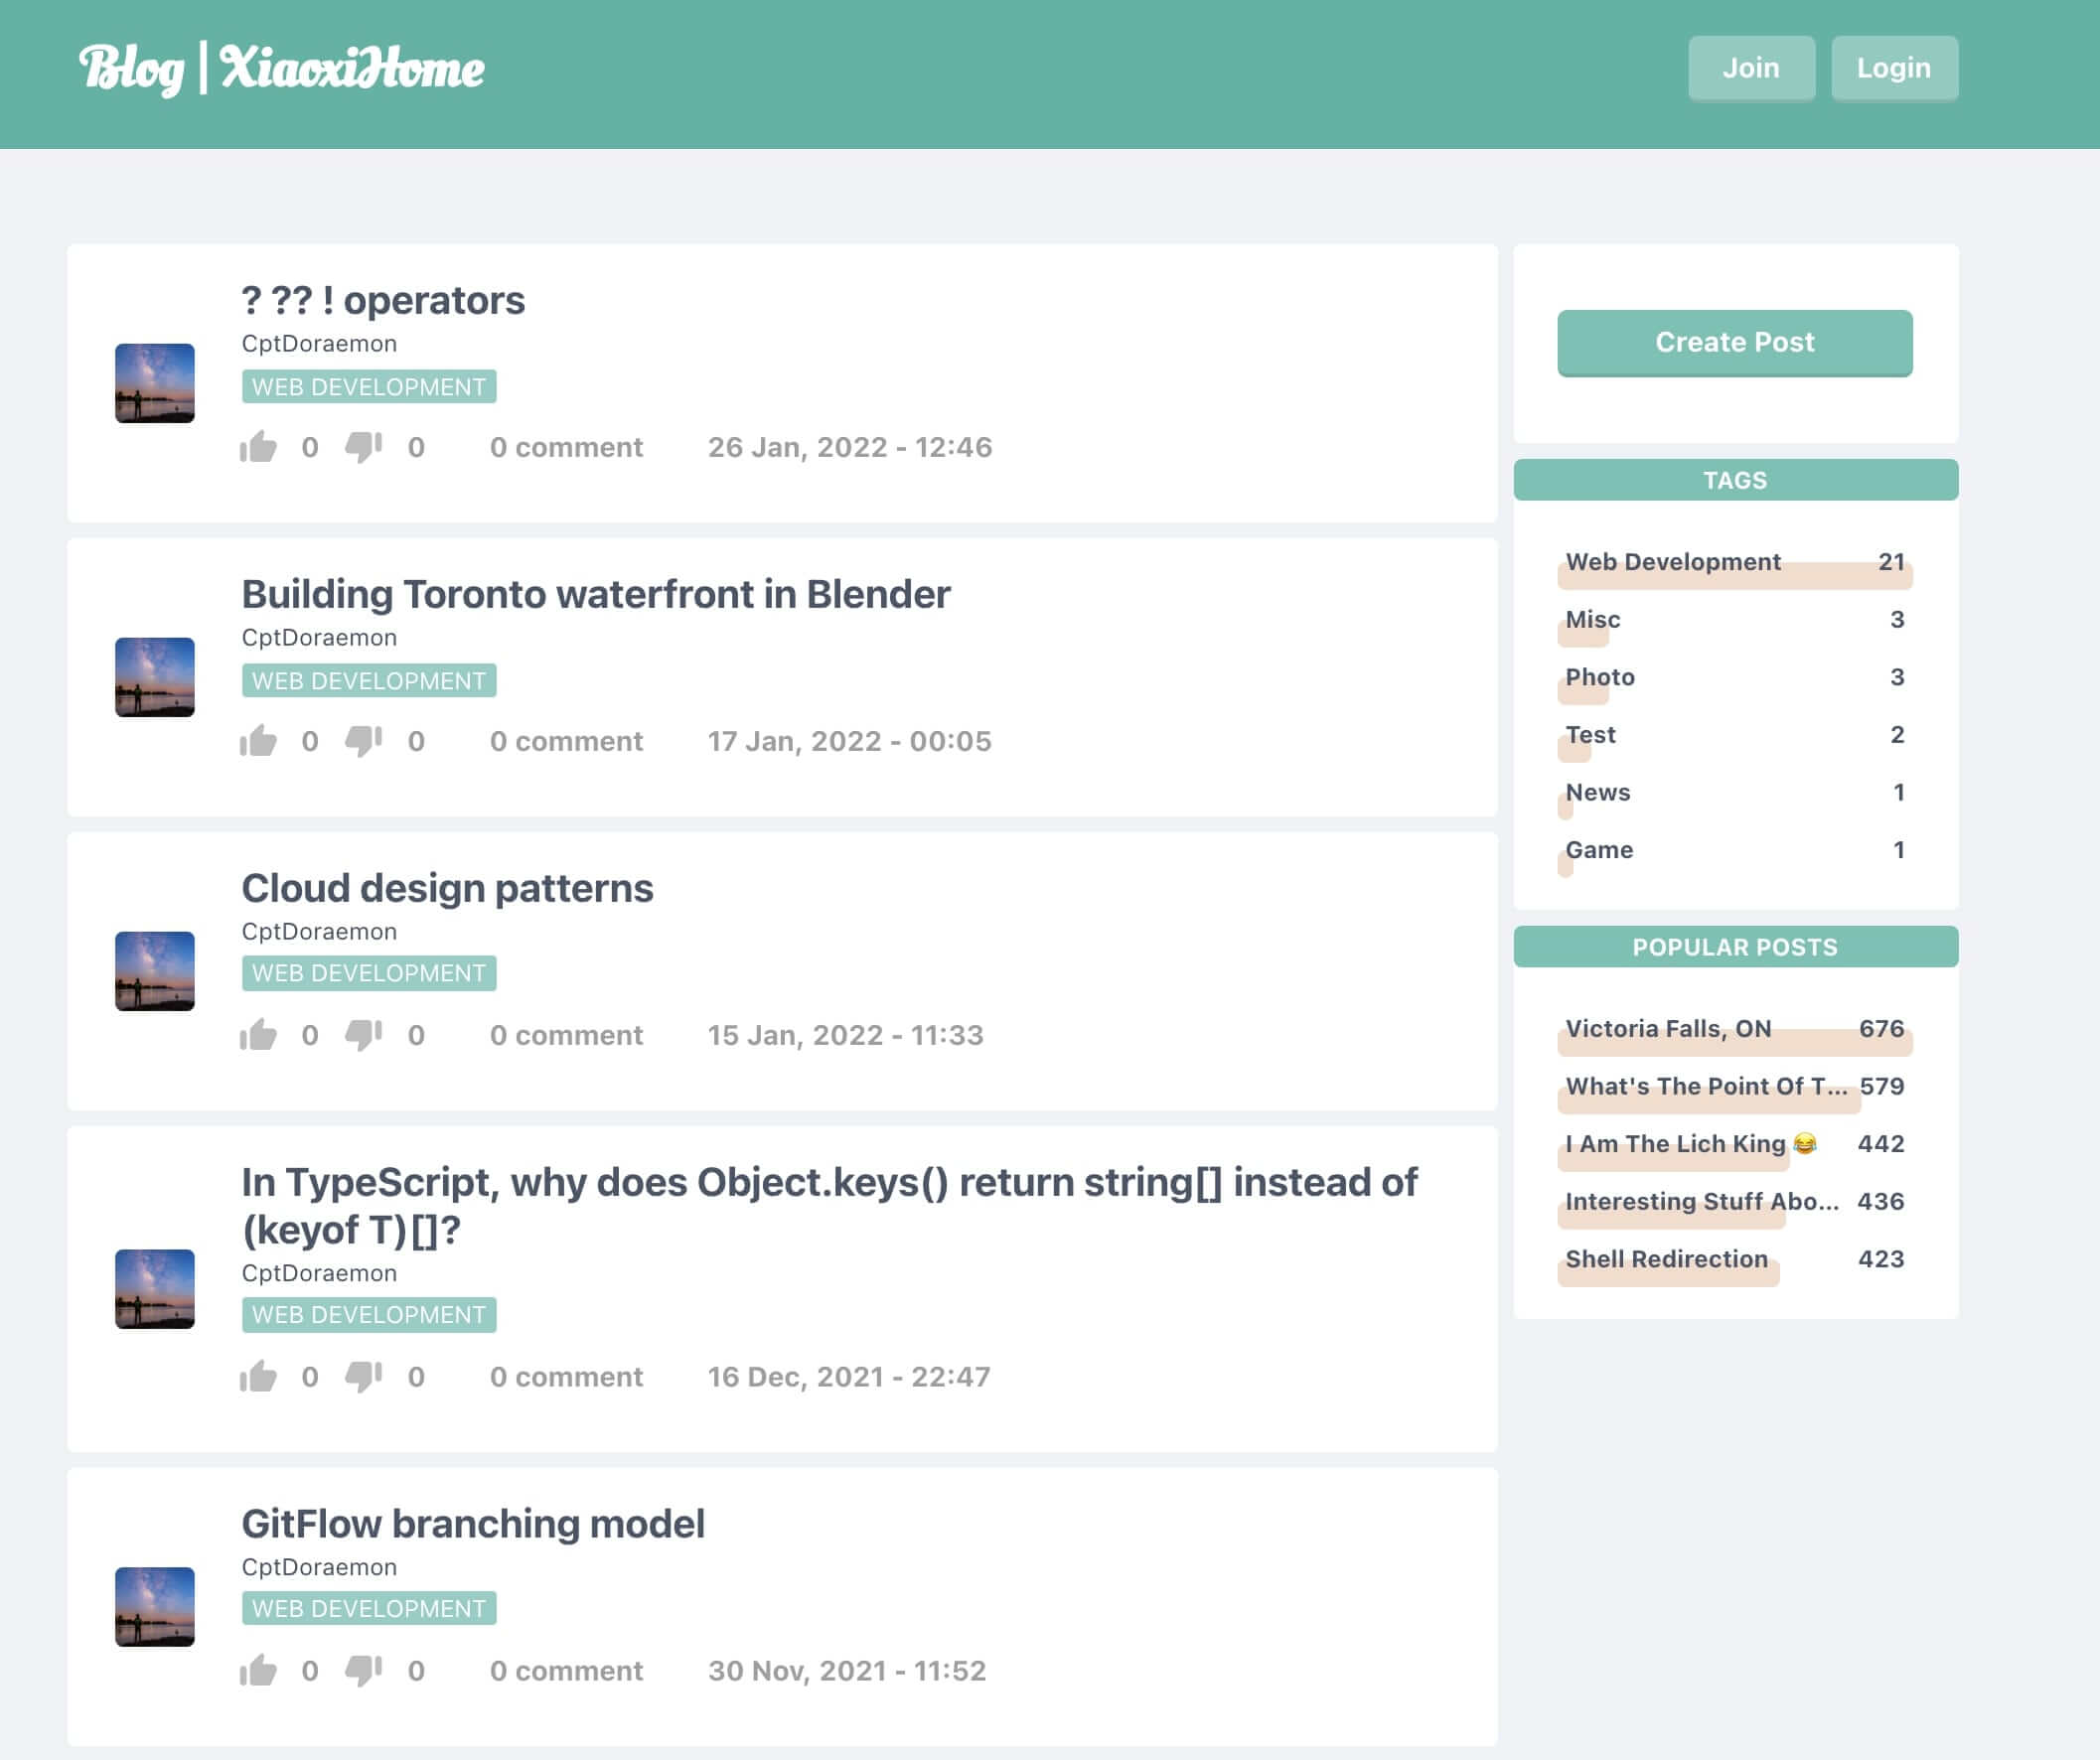 Blog | XiaoxiHome
Join
Login
? ?? ! operators
CptDoraemon
WEB DEVELOPMENT
0 0 0 comment 26 Jan, 2022 - 12:46
Building Toronto waterfront in Blender
CptDoraemon
WEB DEVELOPMENT
0 0 0 comment 17 Jan, 2022 - 00:05
Cloud design patterns
CptDoraemon
WEB DEVELOPMENT
0 0 0 comment 15 Jan, 2022 - 11:33
In TypeScript, why does Object.keys() return string[] instead of
(keyof T)[]?
CptDoraemon
WEB DEVELOPMENT
0 0 0 comment 16 Dec, 2021 - 22:47
GitFlow branching model
CptDoraemon
WEB DEVELOPMENT
0 0 0 comment 30 Nov, 2021 - 11:52
Create Post
TAGS
Web Development 21
Misc 3
Photo 3
Test 2
News 1
Game 1
POPULAR POSTS
Victoria Falls, ON 676
What's The Point Of T... 579
I Am The Lich King 😂 442
Interesting Stuff Abo... 436
Shell Redirection 423